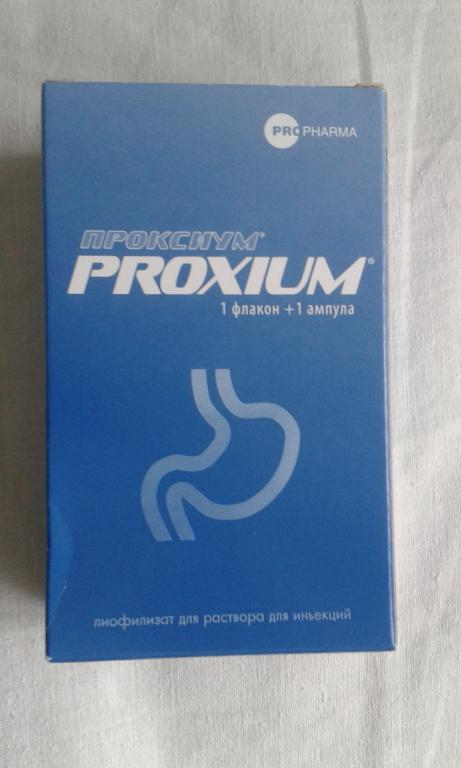 PROPHARMA
ПРОКСИУМ®
PROXIUM®
1 флакон + 1 ампула
лиофилизат для раствора для инъекций